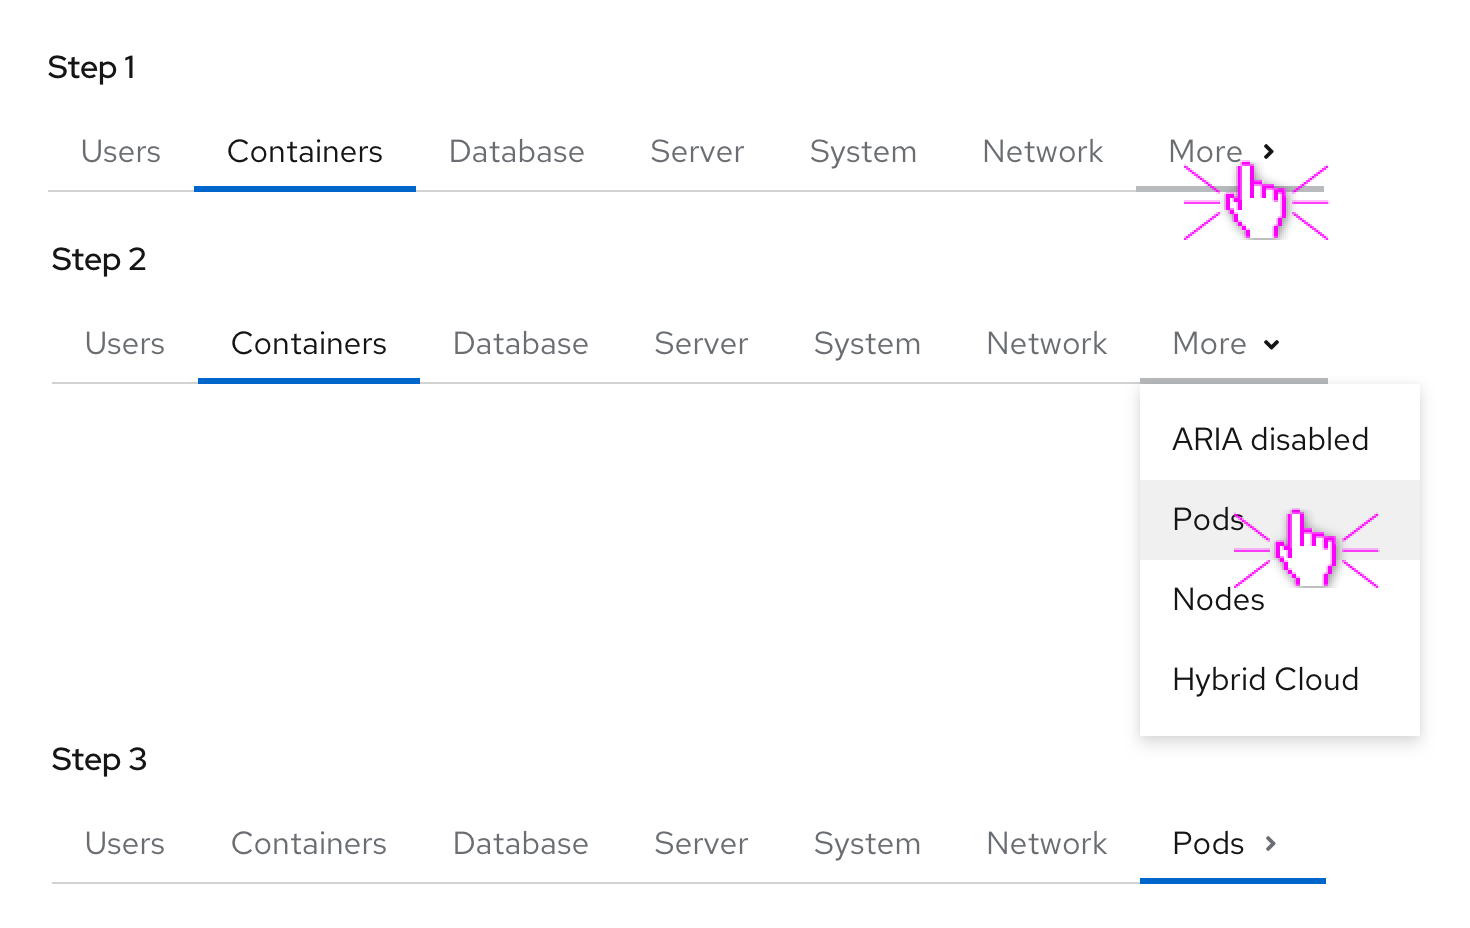 Step 1
Users Containers Database Server System Network More
Step 2
Users Containers Database Server System Network More
ARIA disabled
Pods
Nodes
Hybrid Cloud
Step 3
Users Containers Database Server System Network Pods